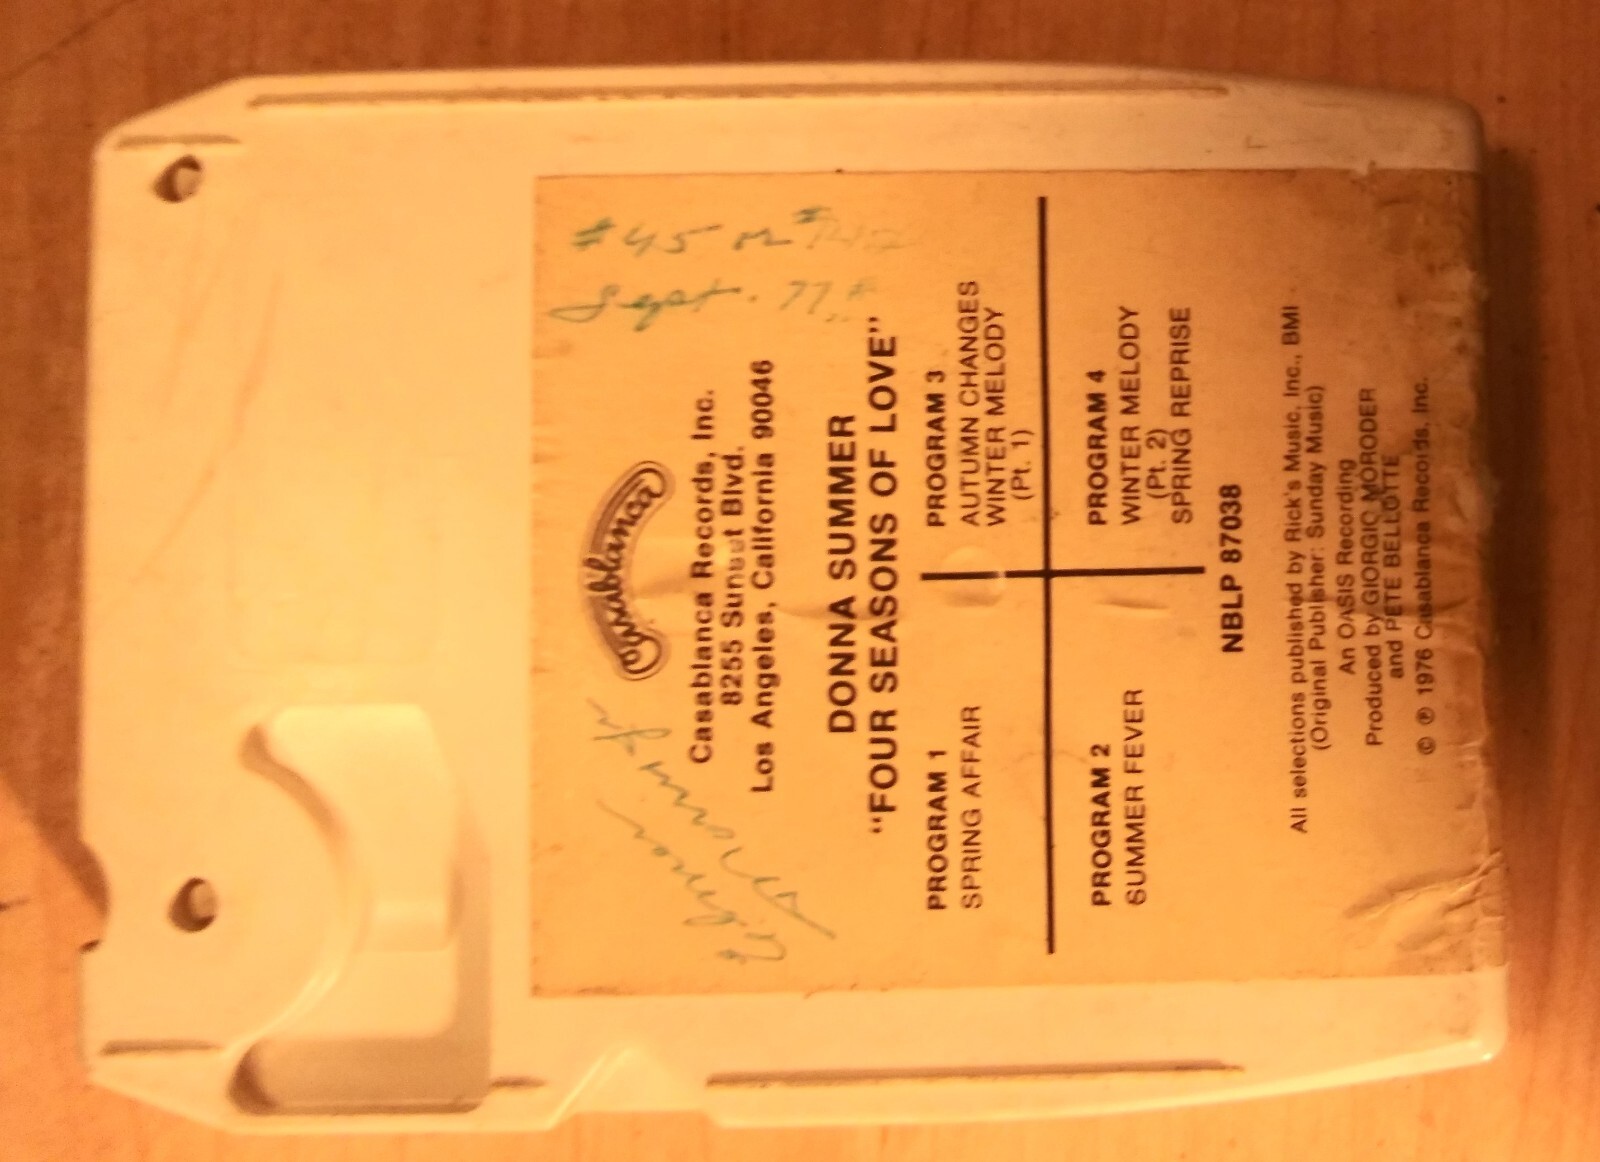 #45 or #
Sept. 77
Casablanca
Casablanca Records, Inc.
8255 Sunset Blvd.
Los Angeles, California 90046
DONNA SUMMER
"FOUR SEASONS OF LOVE"
PROGRAM 1
SPRING AFFAIR
PROGRAM 3
AUTUMN CHANGES
WINTER MELODY
(Pt. 1)
PROGRAM 2
SUMMER FEVER
PROGRAM 4
WINTER MELODY
(Pt. 2)
SPRING REPRISE
NBLP 87038
All selections published by Rick's Music, Inc., BMI
(Original Publisher: Sunday Music)
An OASIS Recording
Produced by GIORGIO MORODER
and PETE BELLOTTE
© ℗ 1976 Casablanca Records, Inc.